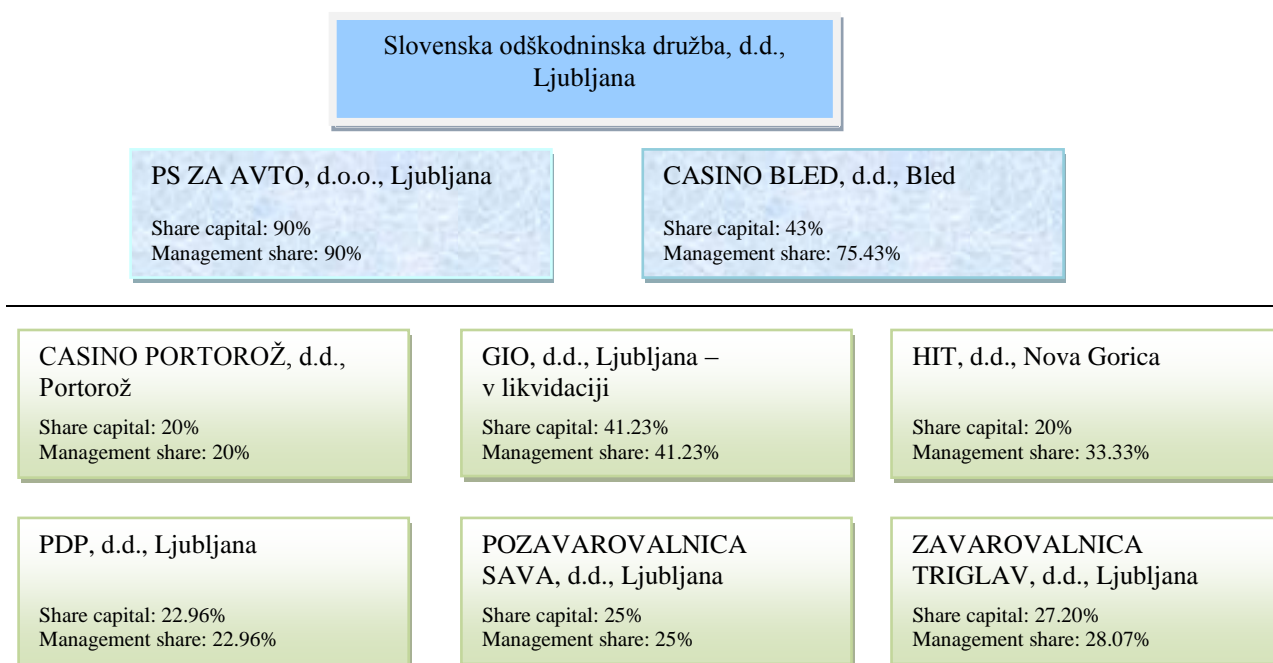 Slovenska odškodninska družba, d.d.,
Ljubljana
PS ZA AVTO, d.o.o., Ljubljana
Share capital: 90%
Management share: 90%
CASINO BLED, d.d., Bled
Share capital: 43%
Management share: 75.43%
CASINO PORTOROŽ, d.d.,
Portorož
Share capital: 20%
Management share: 20%
GIO, d.d., Ljubljana –
v likvidaciji
Share capital: 41.23%
Management share: 41.23%
HIT, d.d., Nova Gorica
Share capital: 20%
Management share: 33.33%
PDP, d.d., Ljubljana
Share capital: 22.96%
Management share: 22.96%
POZAVAROVALNICA
SAVA, d.d., Ljubljana
Share capital: 25%
Management share: 25%
ZAVAROVALNICA
TRIGLAV, d.d., Ljubljana
Share capital: 27.20%
Management share: 28.07%